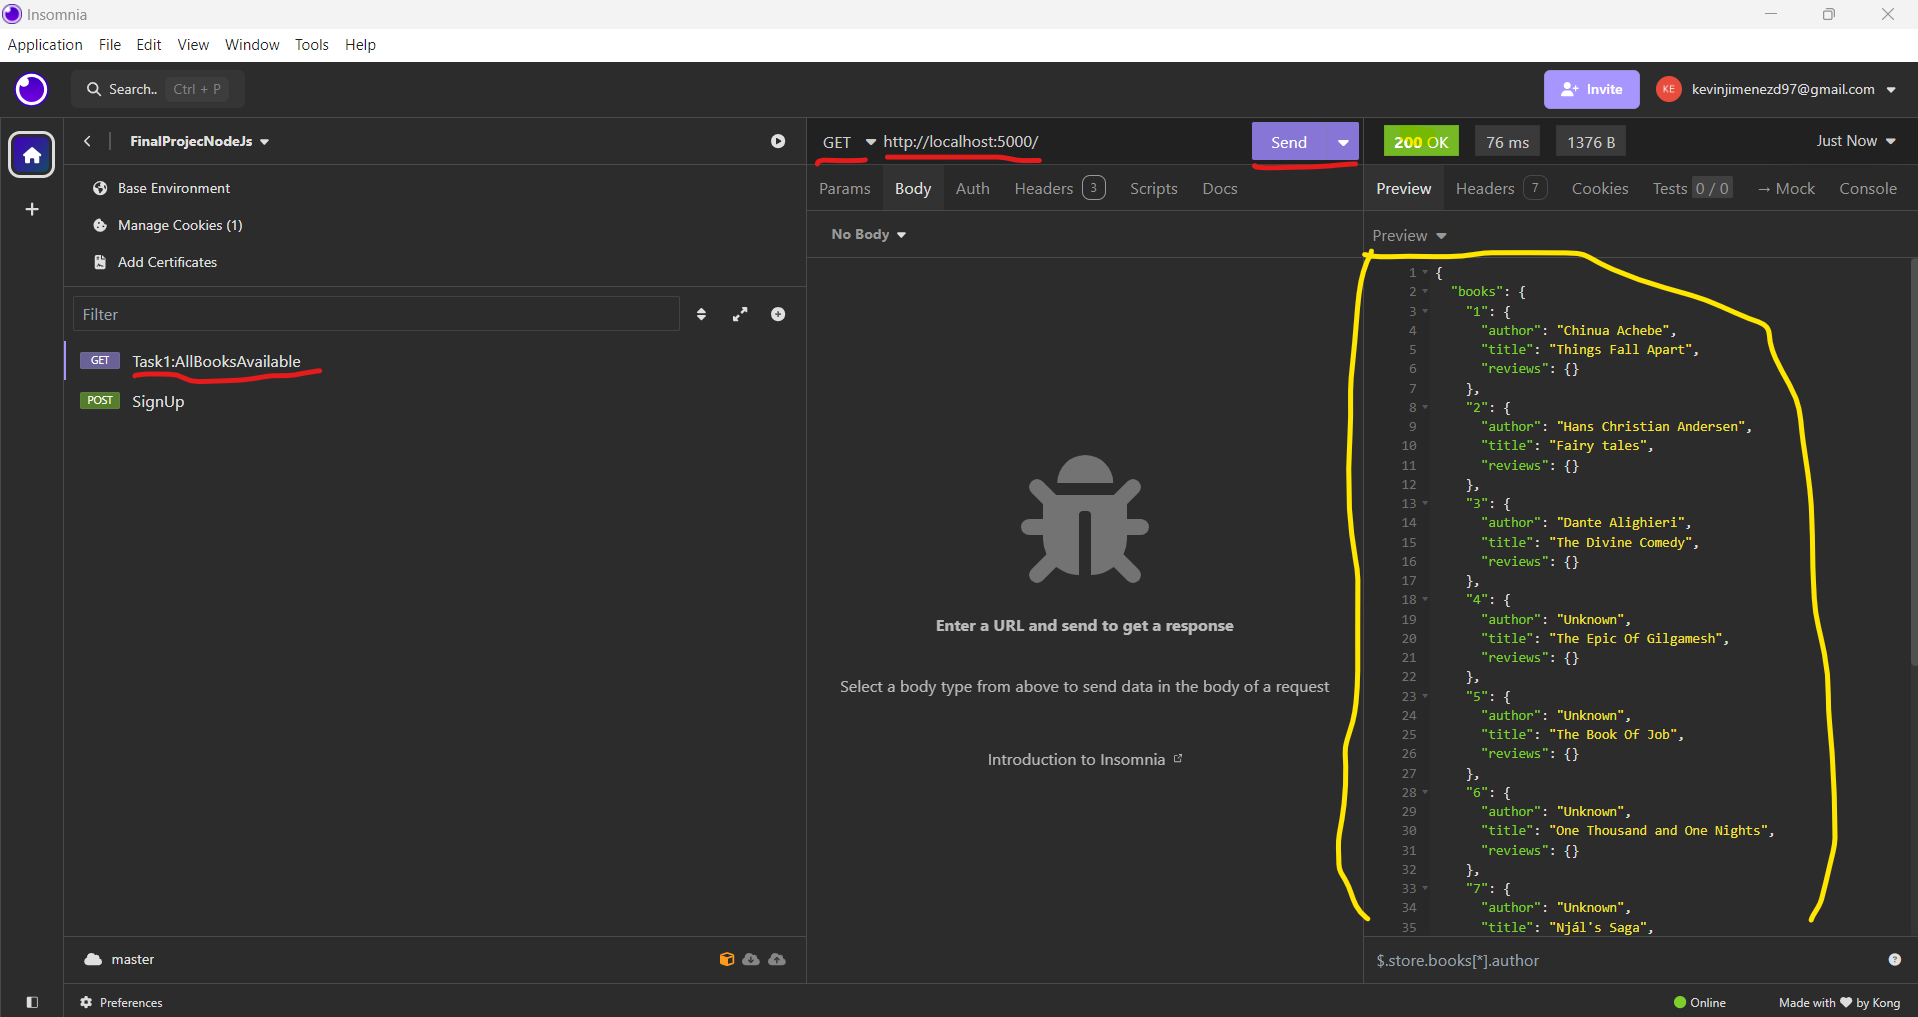 Insomnia
Application File Edit View Window Tools Help
Search.. Ctrl + P
Invite
KE kevinjimenezd97@gmail.com
FinalProjecNodeJs
Base Environment
Manage Cookies (1)
Add Certificates
Filter
GET Task1:AllBooksAvailable
POST SignUp
master
Preferences
GET http://localhost:5000/ Send
Params Body Auth Headers 3 Scripts Docs
No Body
Enter a URL and send to get a response
Select a body type from above to send data in the body of a request
Introduction to Insomnia
200 OK 76 ms 1376 B Just Now
Preview Headers 7 Cookies Tests 0 / 0 → Mock Console
Preview
1 {
2 "books": {
3 "1": {
4 "author": "Chinua Achebe",
5 "title": "Things Fall Apart",
6 "reviews": {}
7 },
8 "2": {
9 "author": "Hans Christian Andersen",
10 "title": "Fairy tales",
11 "reviews": {}
12 },
13 "3": {
14 "author": "Dante Alighieri",
15 "title": "The Divine Comedy",
16 "reviews": {}
17 },
18 "4": {
19 "author": "Unknown",
20 "title": "The Epic Of Gilgamesh",
21 "reviews": {}
22 },
23 "5": {
24 "author": "Unknown",
25 "title": "The Book Of Job",
26 "reviews": {}
27 },
28 "6": {
29 "author": "Unknown",
30 "title": "One Thousand and One Nights",
31 "reviews": {}
32 },
33 "7": {
34 "author": "Unknown",
35 "title": "Njál's Saga",
$.store.books[*].author
Online
Made with ❤ by Kong